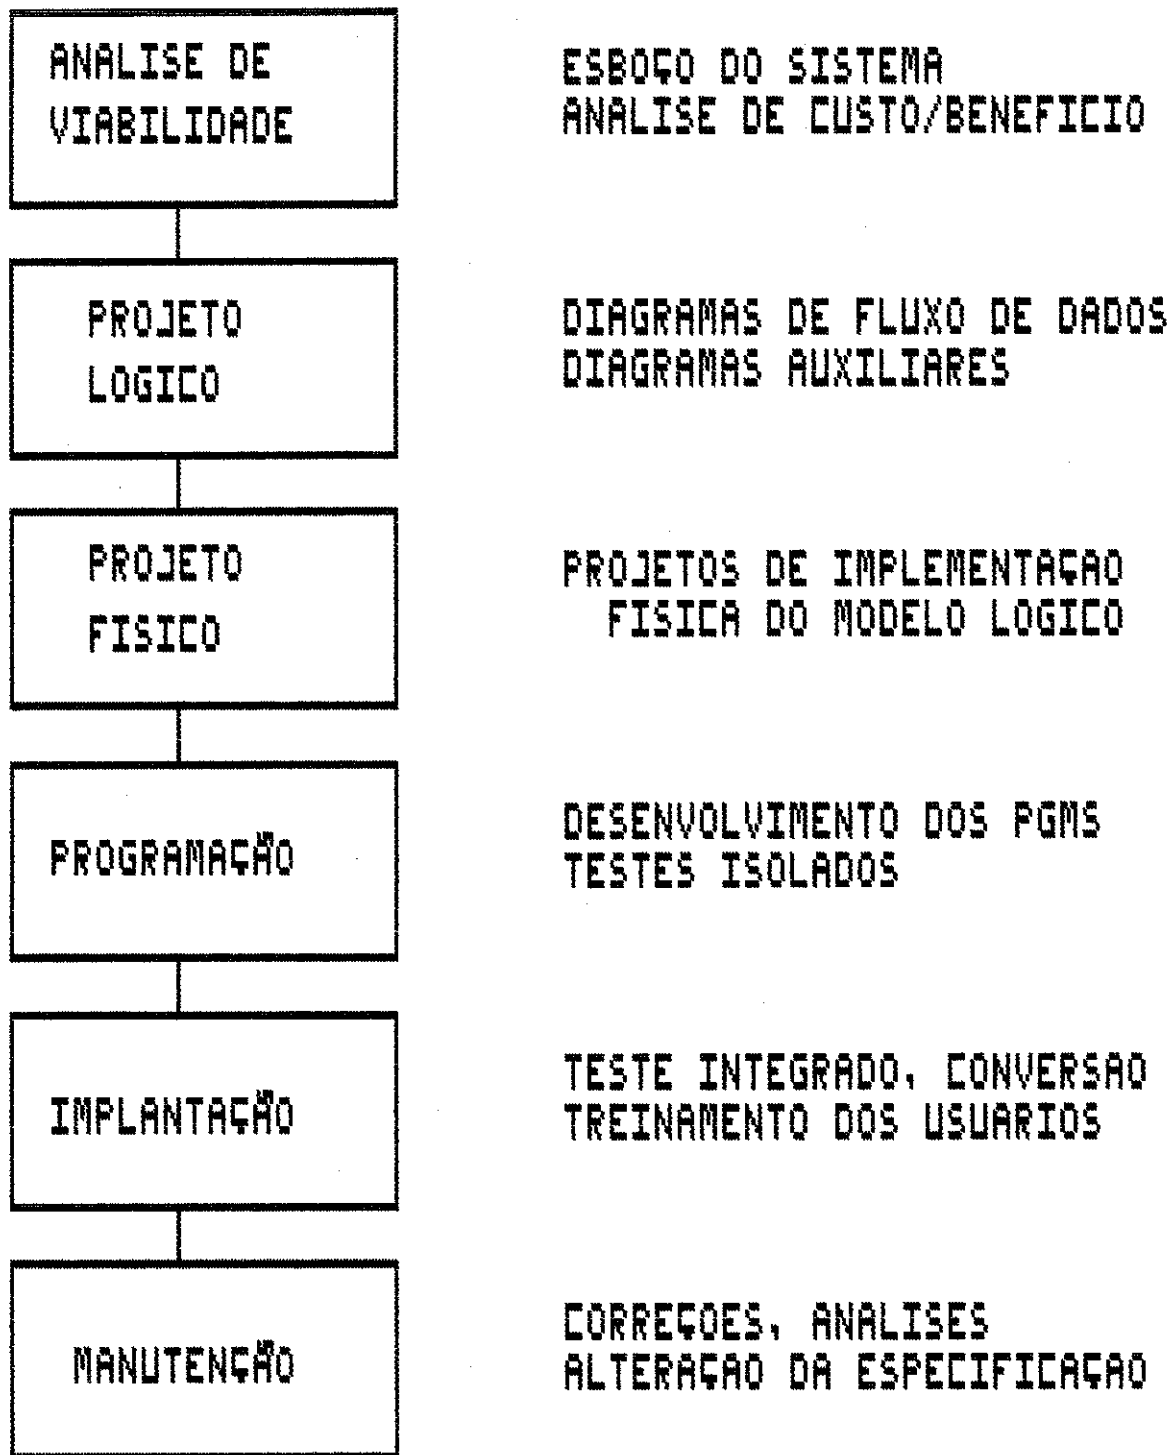 ANALISE DE
VIABILIDADE
ESBOÇO DO SISTEMA
ANALISE DE CUSTO/BENEFICIO
PROJETO
LOGICO
DIAGRAMAS DE FLUXO DE DADOS
DIAGRAMAS AUXILIARES
PROJETO
FISICO
PROJETOS DE IMPLEMENTAÇAO
FISICA DO MODELO LOGICO
PROGRAMAÇÃO
DESENVOLVIMENTO DOS PGMS
TESTES ISOLADOS
IMPLANTAÇÃO
TESTE INTEGRADO, CONVERSAO
TREINAMENTO DOS USUARIOS
MANUTENÇÃO
CORREÇOES, ANALISES
ALTERAÇAO DA ESPECIFICAÇAO